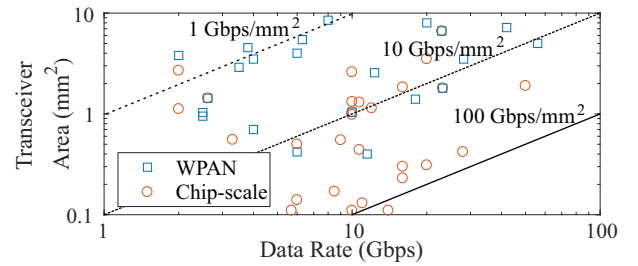 10
1 Gbps/mm2
10 Gbps/mm2
100 Gbps/mm2
Transceiver
Area (mm2)
1
WPAN
Chip-scale
0.1
1
10
100
Data Rate (Gbps)